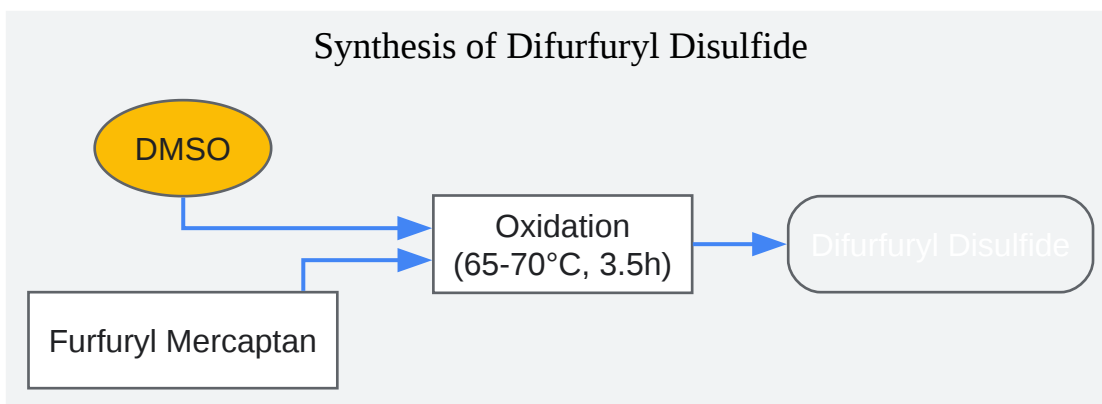 Synthesis of Difurfuryl Disulfide
DMSO
Oxidation
(65-70°C, 3.5h)
Difurfuryl Disulfide
Furfuryl Mercaptan